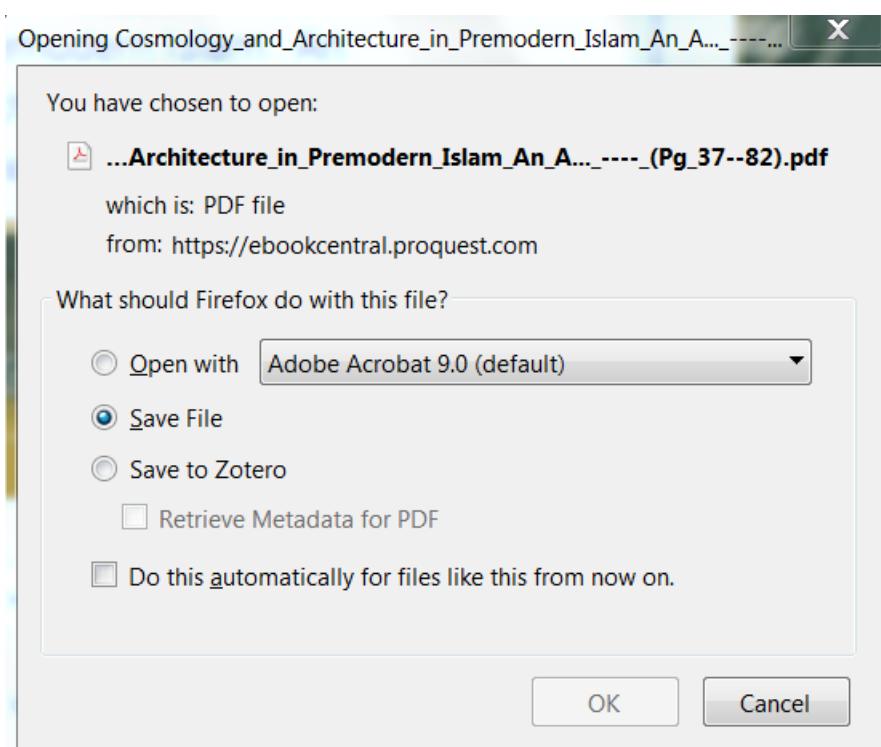 Opening Cosmology_and_Architecture_in_Premodern_Islam_An_A..._----...
X
You have chosen to open:
...Architecture_in_Premodern_Islam_An_A..._----_(Pg_37--82).pdf
which is: PDF file
from: https://ebookcentral.proquest.com
What should Firefox do with this file?
Open with Adobe Acrobat 9.0 (default)
Save File
Save to Zotero
Retrieve Metadata for PDF
Do this automatically for files like this from now on.
OK Cancel